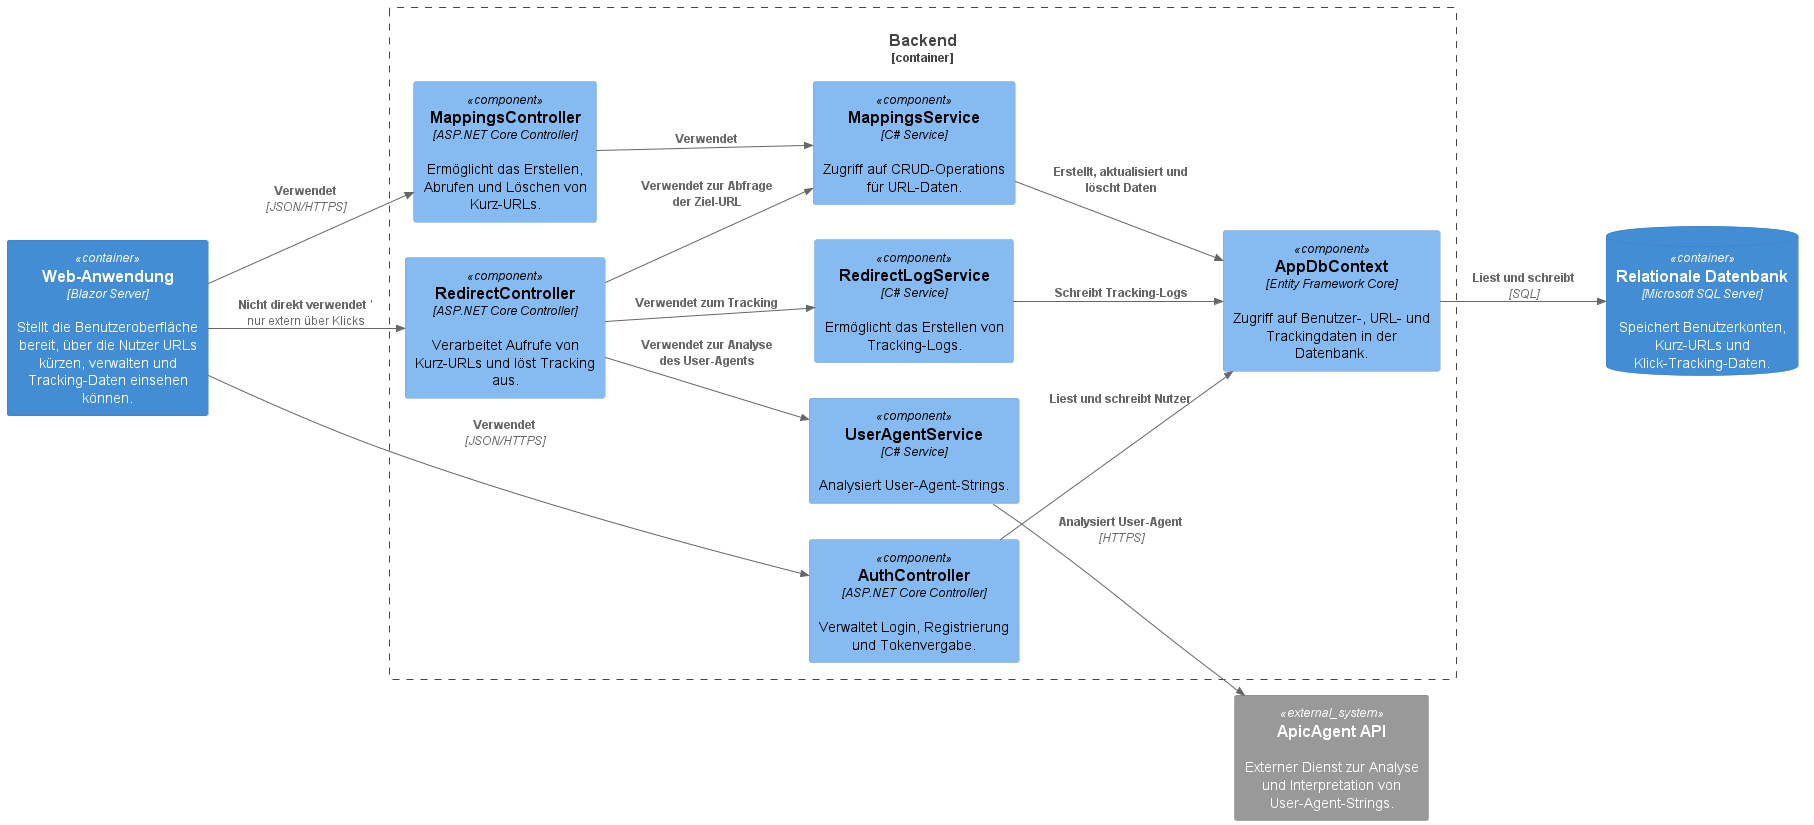 Backend
[container]
«component»
MappingsController
[ASP.NET Core Controller]
Ermöglicht das Erstellen,
Abrufen und Löschen von
Kurz-URLs.
«component»
MappingsService
[C# Service]
Zugriff auf CRUD-Operations
für URL-Daten.
Verwendet
Verwendet
[JSON/HTTPS]
Verwendet zur Abfrage
der Ziel-URL
Erstellt, aktualisiert und
löscht Daten
«container»
Web-Anwendung
[Blazor Server]
Stellt die Benutzeroberfläche
bereit, über die Nutzer URLs
kürzen, verwalten und
Tracking-Daten einsehen
können.
Nicht direkt verwendet '
nur extern über Klicks
«component»
RedirectController
[ASP.NET Core Controller]
Verarbeitet Aufrufe von
Kurz-URLs und löst Tracking
aus.
Verwendet zum Tracking
«component»
RedirectLogService
[C# Service]
Ermöglicht das Erstellen von
Tracking-Logs.
Schreibt Tracking-Logs
«component»
AppDbContext
[Entity Framework Core]
Zugriff auf Benutzer-, URL- und
Trackingdaten in der
Datenbank.
Liest und schreibt
[SQL]
«container»
Relationale Datenbank
[Microsoft SQL Server]
Speichert Benutzerkonten,
Kurz-URLs und
Klick-Tracking-Daten.
Verwendet zur Analyse
des User-Agents
Verwendet
[JSON/HTTPS]
«component»
UserAgentService
[C# Service]
Analysiert User-Agent-Strings.
Liest und schreibt Nutzer
Analysiert User-Agent
[HTTPS]
«component»
AuthController
[ASP.NET Core Controller]
Verwaltet Login, Registrierung
und Tokenvergabe.
«external_system»
ApicAgent API
Externer Dienst zur Analyse
und Interpretation von
User-Agent-Strings.